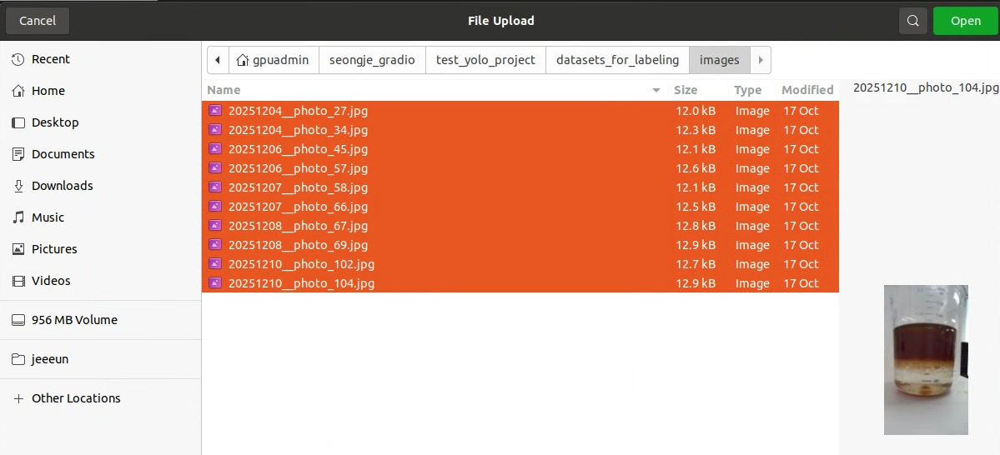 Cancel File Upload Open
Recent
Home
Desktop
Documents
Downloads
Music
Pictures
Videos
956 MB Volume
jeeeun
Other Locations
gpuadmin seongje_gradio test_yolo_project datasets_for_labeling images
Name Size Type Modified
20251204__photo_27.jpg 12.0 kB Image 17 Oct
20251204__photo_34.jpg 12.3 kB Image 17 Oct
20251206__photo_45.jpg 12.1 kB Image 17 Oct
20251206__photo_57.jpg 12.6 kB Image 17 Oct
20251207__photo_58.jpg 12.1 kB Image 17 Oct
20251207__photo_66.jpg 12.5 kB Image 17 Oct
20251208__photo_67.jpg 12.8 kB Image 17 Oct
20251208__photo_69.jpg 12.9 kB Image 17 Oct
20251210__photo_102.jpg 12.7 kB Image 17 Oct
20251210__photo_104.jpg 12.9 kB Image 17 Oct
20251210__photo_104.jpg